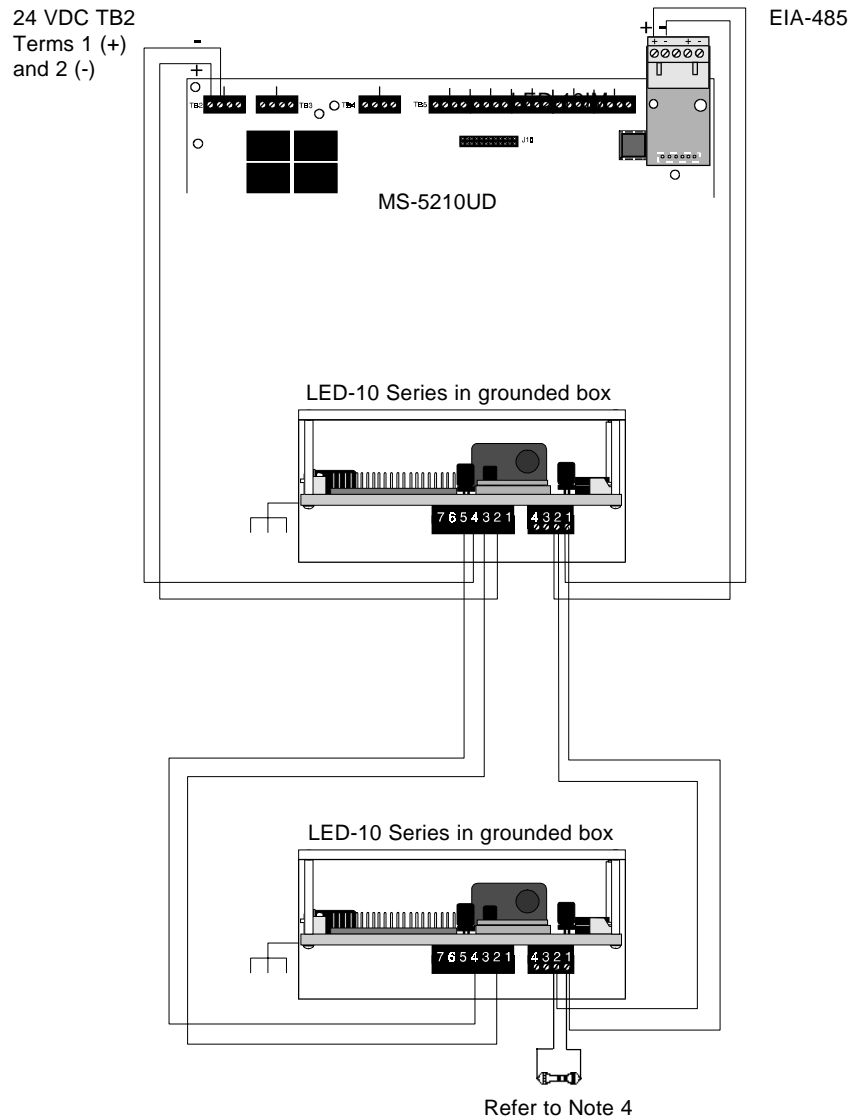 24 VDC TB2
Terms 1 (+)
and 2 (-)
EIA-485
-
+
+ -
+ - + -
TB2
TB3
TB4
TB5
J10
MS-5210UD
LED-10 Series in grounded box
7 6 5 4 3 2 1
4 3 2 1
LED-10 Series in grounded box
7 6 5 4 3 2 1
4 3 2 1
Refer to Note 4